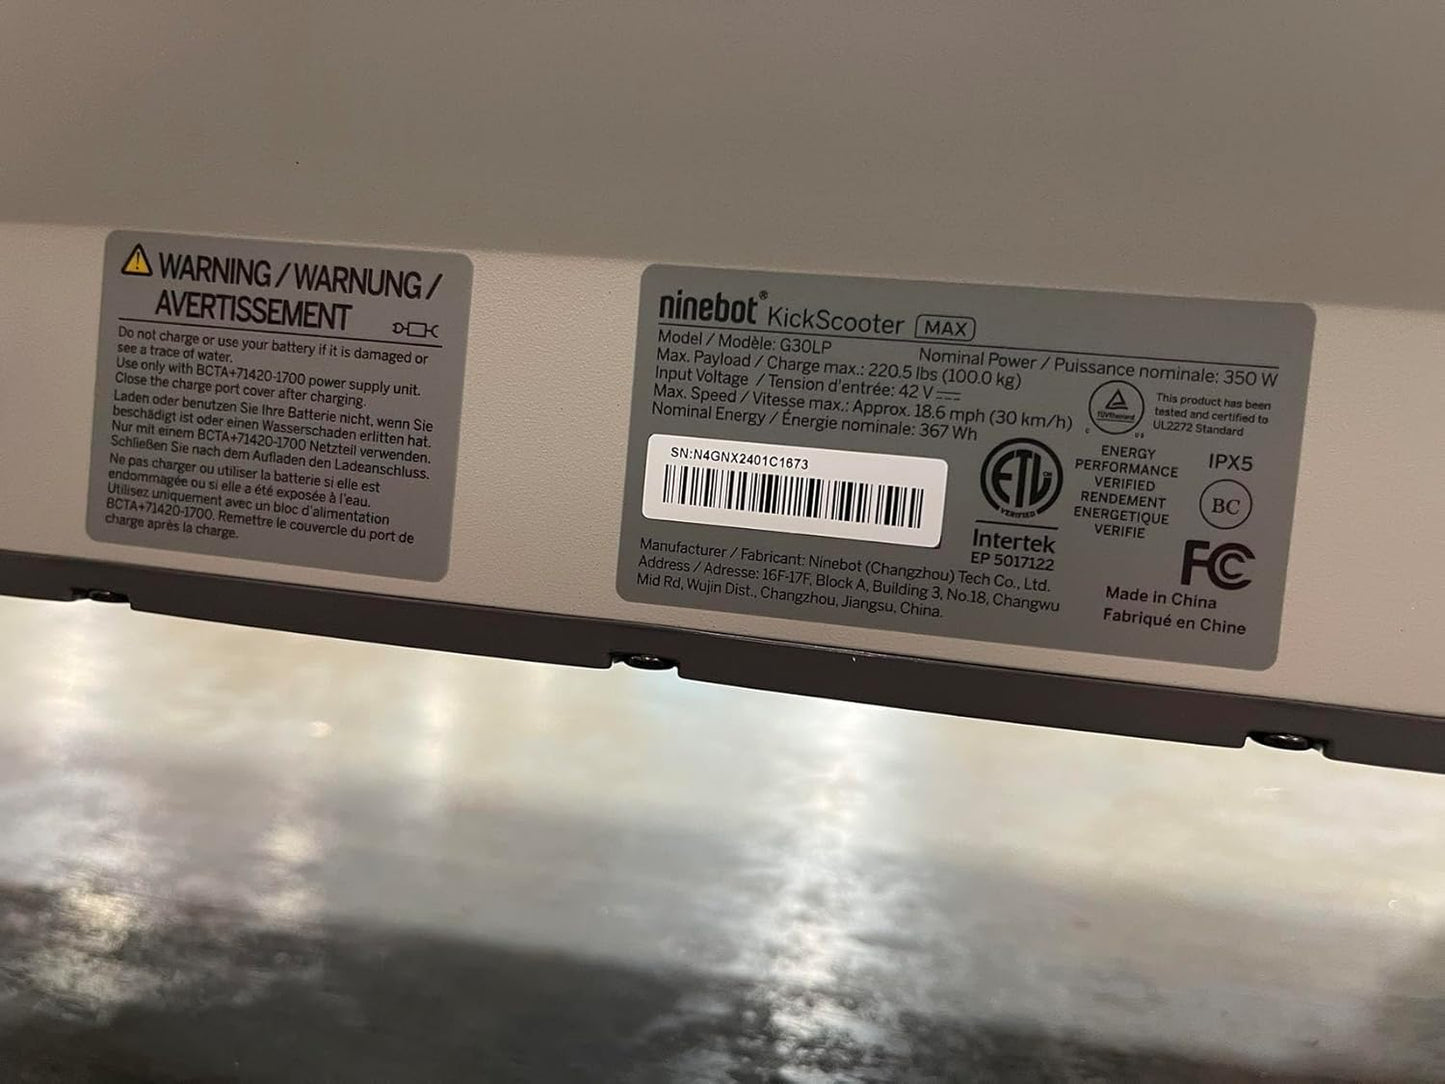 WARNING / WARNUNG /
AVERTISSEMENT
Do not charge or use your battery if it is damaged or
see a trace of water.
Use only with BCTA+71420-1700 power supply unit.
Close the charge port cover after charging.
Laden oder benutzen Sie Ihre Batterie nicht, wenn Sie
beschädigt ist oder einen Wasserschaden erlitten hat.
Nur mit einem BCTA+71420-1700 Netzteil verwenden.
Schließen Sie nach dem Aufladen den Ladeanschluss.
Ne pas charger ou utiliser la batterie si elle est
endommagée ou si elle a été exposée à l'eau.
Utilisez uniquement avec un bloc d'alimentation
BCTA+71420-1700. Remettre le couvercle du port de
charge après la charge.
ninebot® KickScooter MAX
Model / Modèle: G30LP
Nominal Power / Puissance nominale: 350 W
Max. Payload / Charge max.: 220.5 lbs (100.0 kg)
Input Voltage / Tension d'entrée: 42 V
Max. Speed / Vitesse max.: Approx. 18.6 mph (30 km/h)
Nominal Energy / Énergie nominale: 367 Wh
SN:N4GNX2401C1673
TÜVRheinland
C US
This product has been
tested and certified to
UL2272 Standard
ETL CM
VERIFIED
Intertek
EP 5017122
ENERGY
PERFORMANCE
VERIFIED
RENDEMENT
ENERGETIQUE
VERIFIE
IPX5
BC
FC
Manufacturer / Fabricant: Ninebot (Changzhou) Tech Co., Ltd.
Address / Adresse: 16F-17F, Block A, Building 3, No.18, Changwu
Mid Rd, Wujin Dist., Changzhou, Jiangsu, China.
Made in China
Fabriqué en Chine